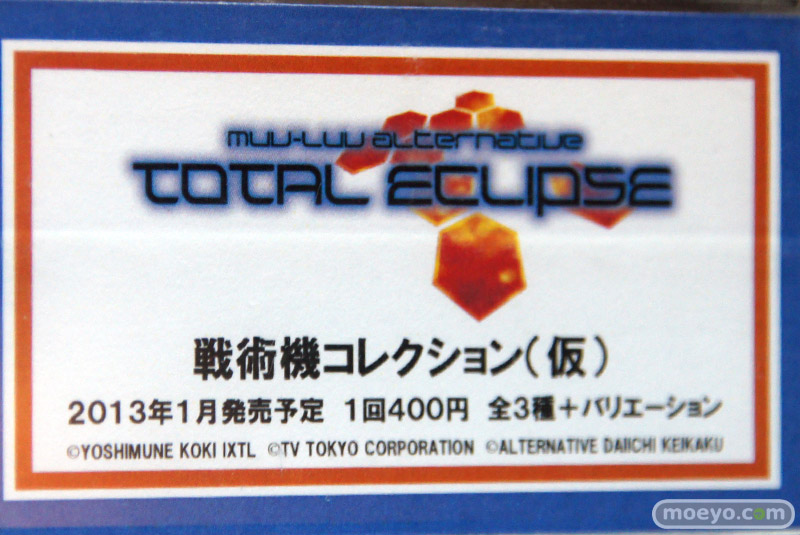 muv-luv alternative
TOTAL ECLIPSE
戦術機コレクション(仮)
2013年1月発売予定 1回400円 全3種+バリエーション
©YOSHIMUNE KOKI IXTL ©TV TOKYO CORPORATION ©ALTERNATIVE DAIICHI KEIKAKU
moeyo.com